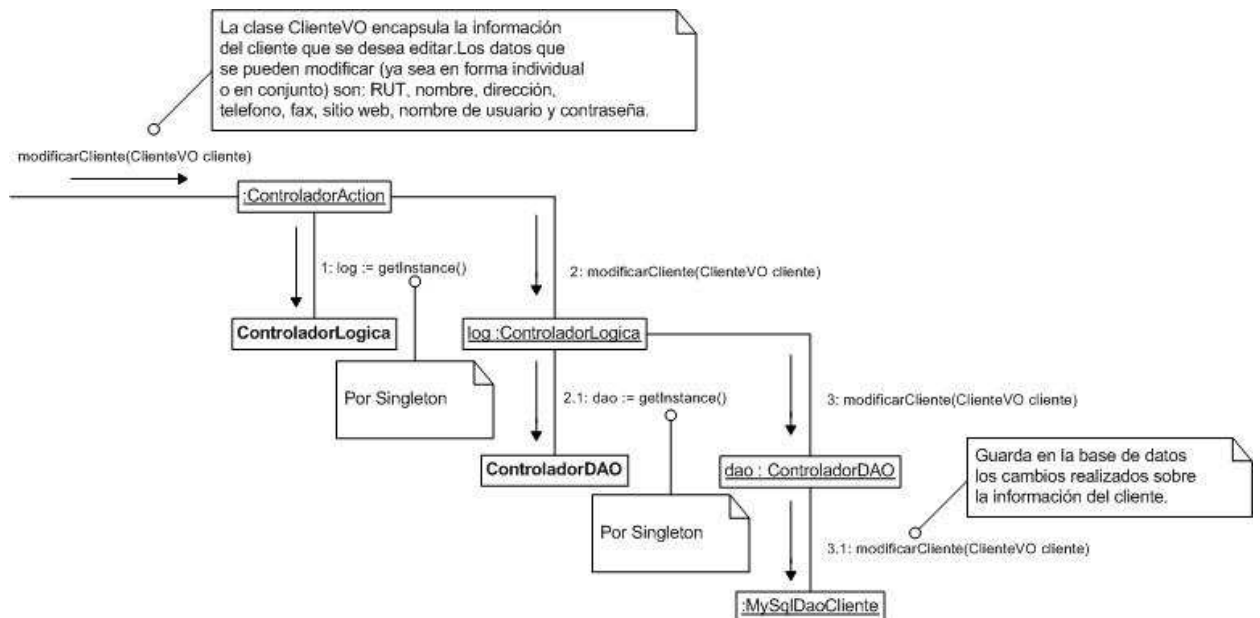 La clase ClienteVO encapsula la información
del cliente que se desea editar.Los datos que
se pueden modificar (ya sea en forma individual
o en conjunto) son: RUT, nombre, dirección,
telefono, fax, sitio web, nombre de usuario y contraseña.
modificarCliente(ClienteVO cliente)
:ControladorAction
1: log := getInstance()
2: modificarCliente(ClienteVO cliente)
ControladorLogica
log :ControladorLogica
Por Singleton
2.1: dao := getInstance()
3: modificarCliente(ClienteVO cliente)
ControladorDAO
dao : ControladorDAO
Guarda en la base de datos
los cambios realizados sobre
la información del cliente.
Por Singleton
3.1: modificarCliente(ClienteVO cliente)
:MySqlDaoCliente